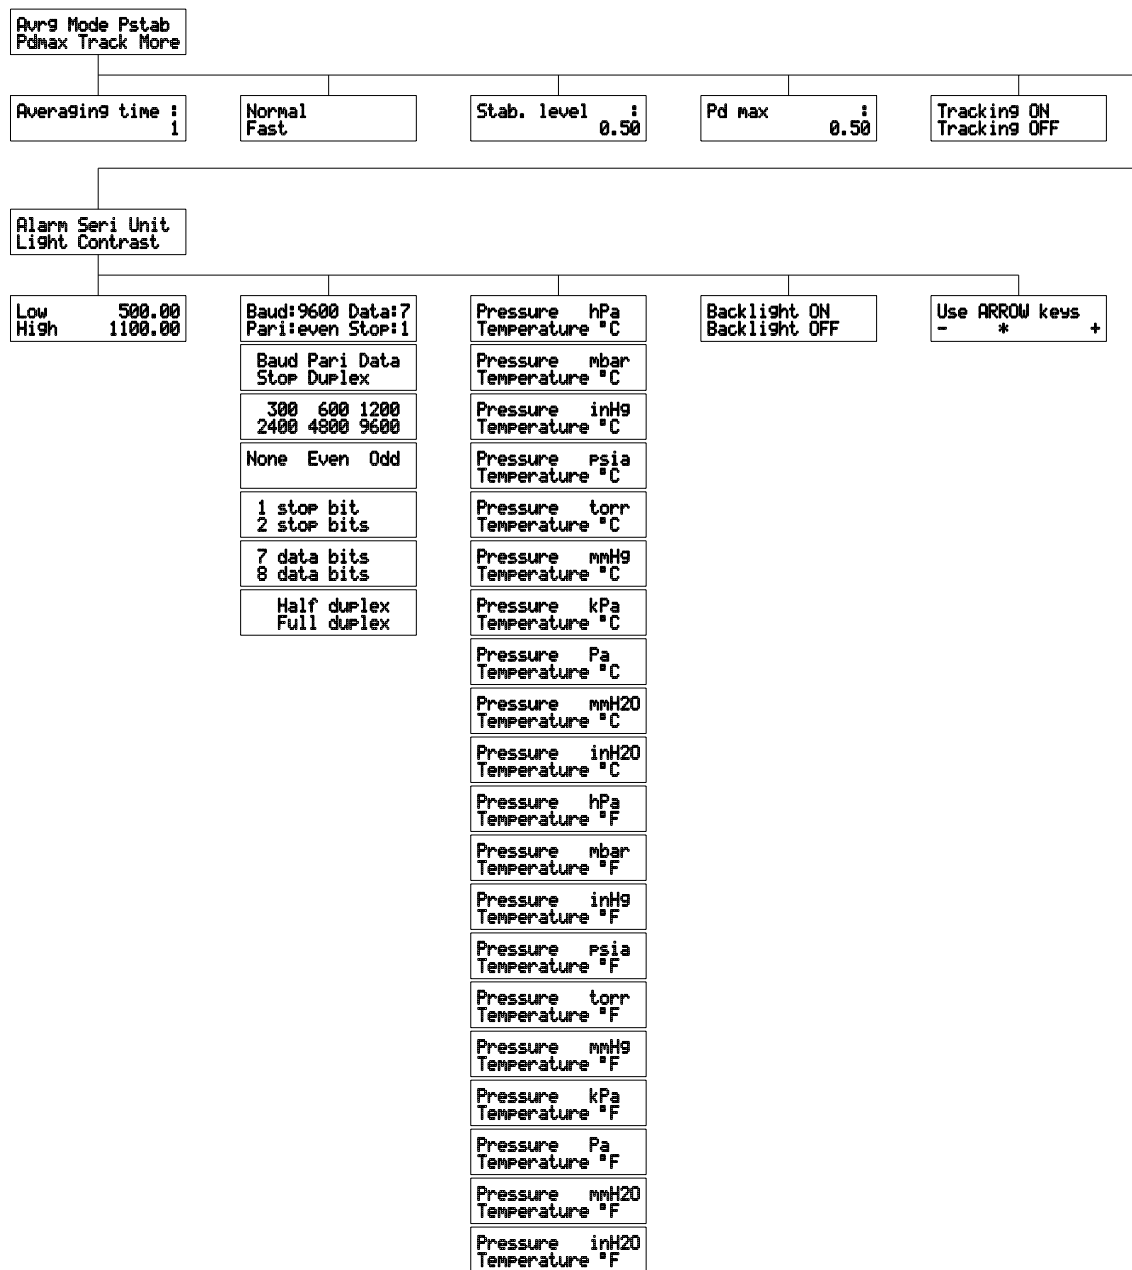 Avrg Mode Pstab
Pdmax Track More
Averaging time :
1
Normal
Fast
Stab. level :
0.50
Pd max :
0.50
Tracking ON
Tracking OFF
Alarm Seri Unit
Light Contrast
Low 500.00
High 1100.00
Baud:9600 Data:7
Pari:even Stop:1
Baud Pari Data
Stop Duplex
300 600 1200
2400 4800 9600
None Even Odd
1 stop bit
2 stop bits
7 data bits
8 data bits
Half duplex
Full duplex
Pressure hPa
Temperature °C
Pressure mbar
Temperature °C
Pressure inHg
Temperature °C
Pressure psia
Temperature °C
Pressure torr
Temperature °C
Pressure mmHg
Temperature °C
Pressure kPa
Temperature °C
Pressure Pa
Temperature °C
Pressure mmH2O
Temperature °C
Pressure inH2O
Temperature °C
Pressure hPa
Temperature °F
Pressure mbar
Temperature °F
Pressure inHg
Temperature °F
Pressure psia
Temperature °F
Pressure torr
Temperature °F
Pressure mmHg
Temperature °F
Pressure kPa
Temperature °F
Pressure Pa
Temperature °F
Pressure mmH2O
Temperature °F
Pressure inH2O
Temperature °F
Backlight ON
Backlight OFF
Use ARROW keys
- * +